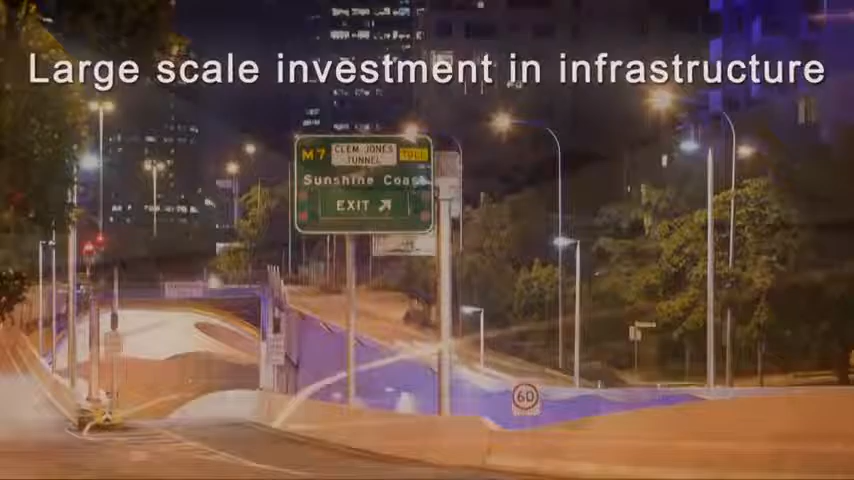 Large scale investment in infrastructure
M7 CLEM JONES TUNNEL TOLL
Sunshine Coast
EXIT
60